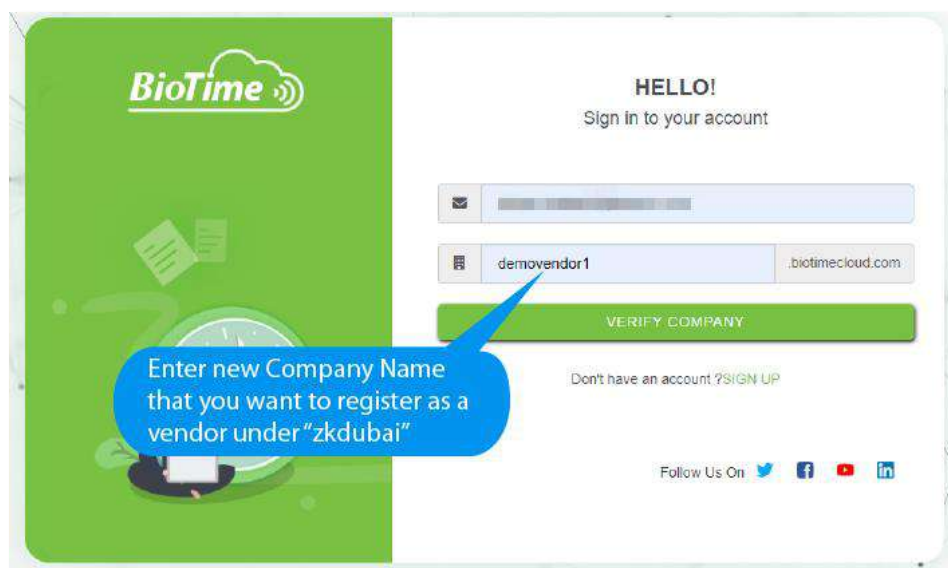 BioTime
HELLO!
Sign in to your account
demovendor1
.biotimecloud.com
VERIFY COMPANY
Enter new Company Name
that you want to register as a
vendor under "zkdubai"
Don't have an account ?SIGN UP
Follow Us On